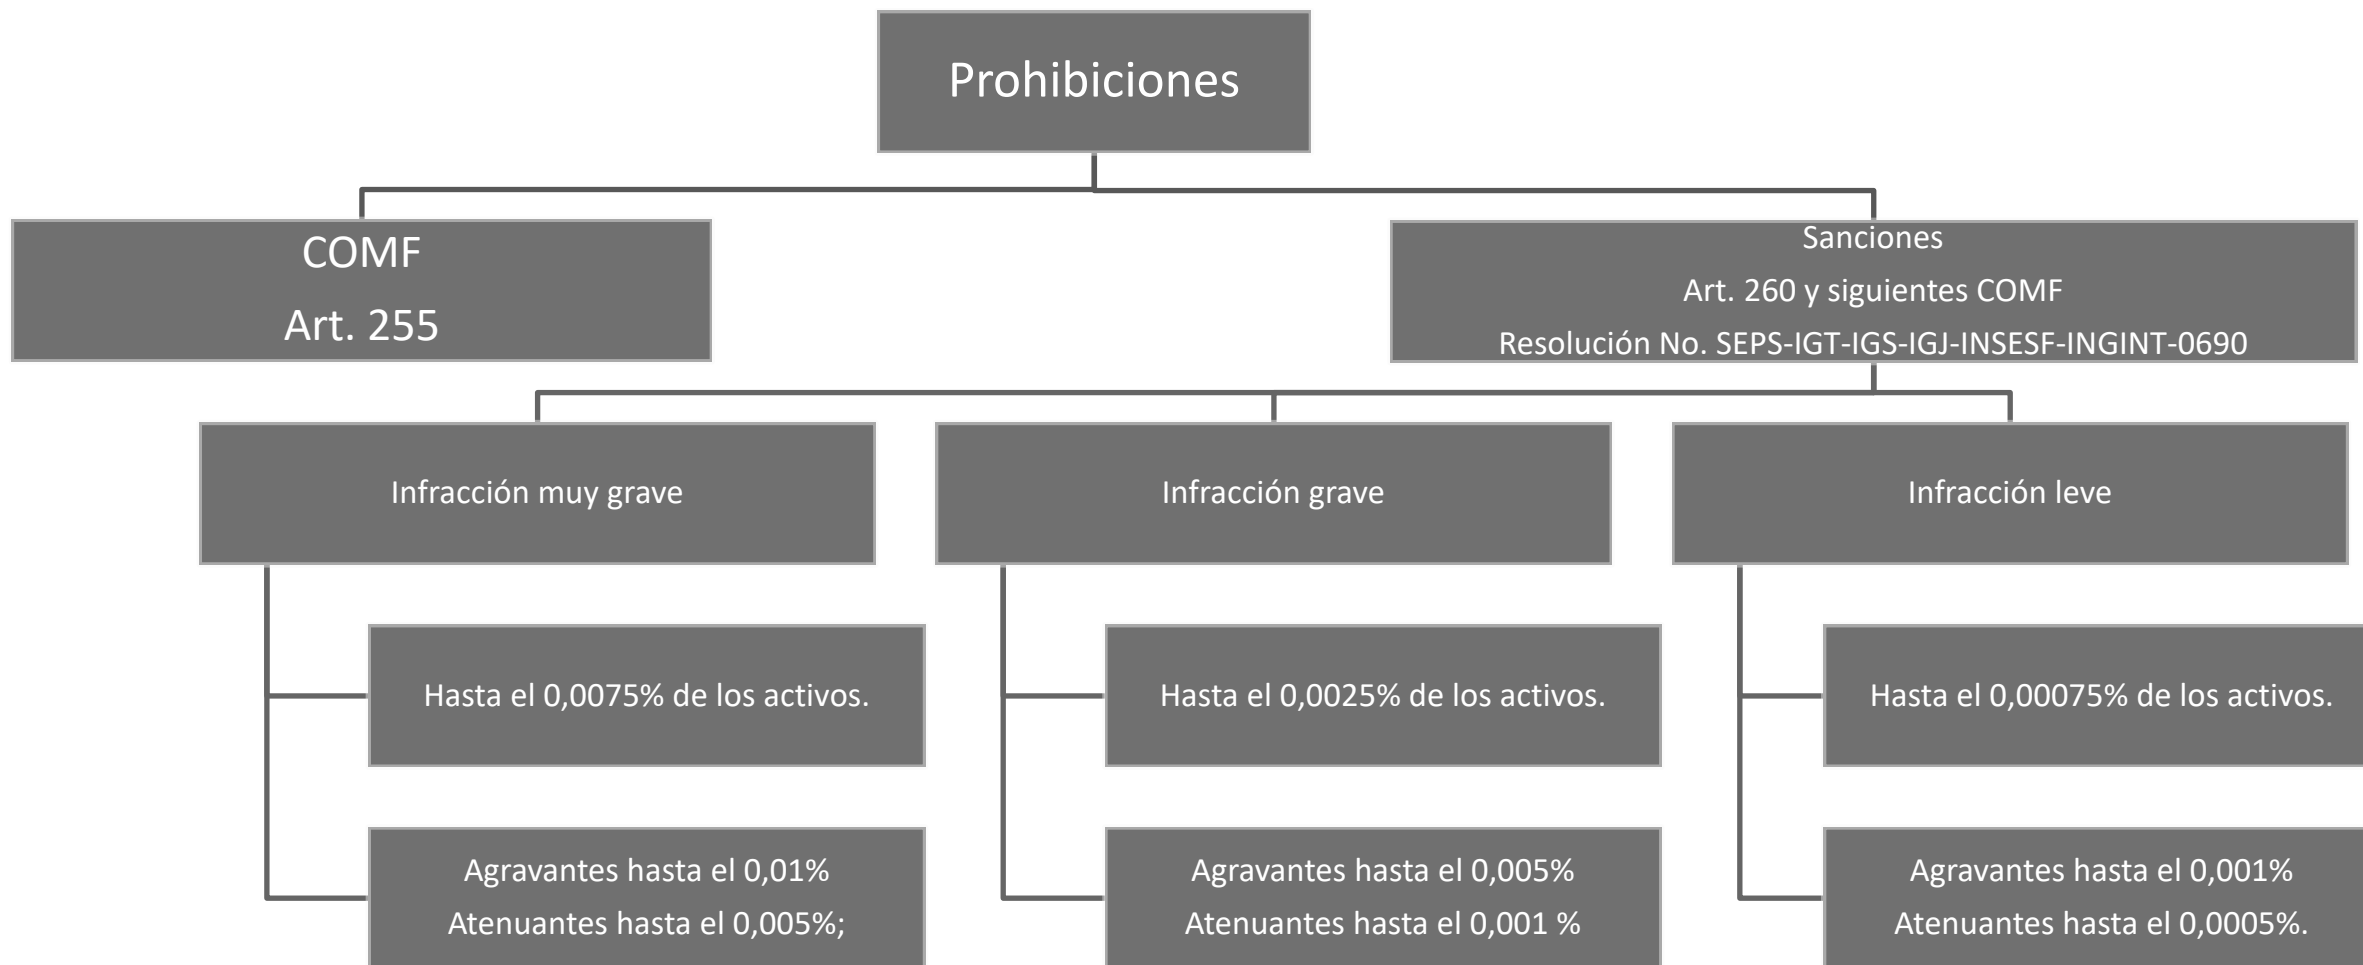 Prohibiciones
COMF
Art. 255
Sanciones
Art. 260 y siguientes COMF
Resolución No. SEPS-IGT-IGS-IGJ-INSESF-INGINT-0690
Infracción muy grave
Infracción grave
Infracción leve
Hasta el 0,0075% de los activos.
Hasta el 0,0025% de los activos.
Hasta el 0,00075% de los activos.
Agravantes hasta el 0,01%
Atenuantes hasta el 0,005%;
Agravantes hasta el 0,005%
Atenuantes hasta el 0,001 %
Agravantes hasta el 0,001%
Atenuantes hasta el 0,0005%.